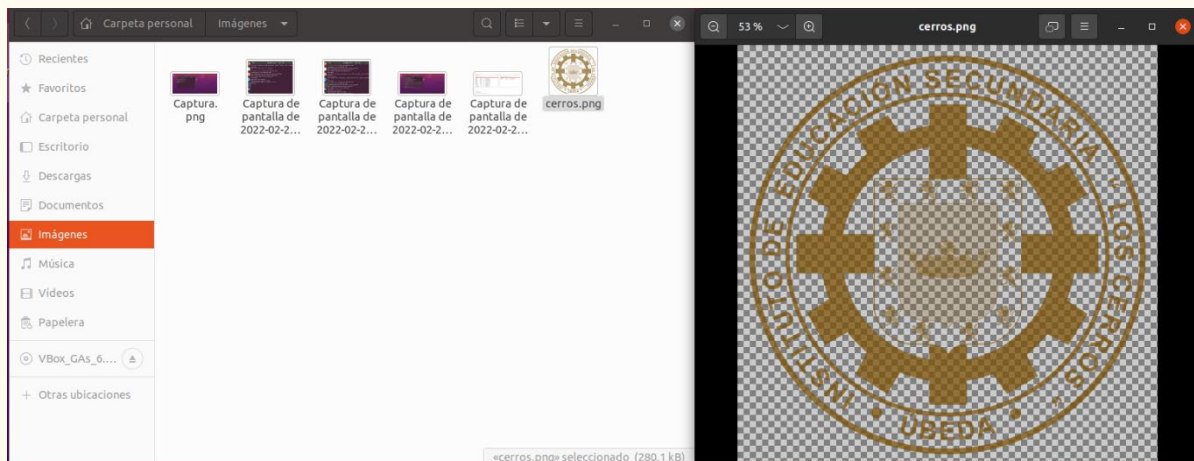 Carpeta personal
Imágenes
Recientes
Favoritos
Carpeta personal
Escritorio
Descargas
Documentos
Imágenes
Música
Vídeos
Papelera
VBox_GAs_6....
+ Otras ubicaciones
Captura.
png
Captura de
pantalla de
2022-02-2...
Captura de
pantalla de
2022-02-2...
Captura de
pantalla de
2022-02-2...
Captura de
pantalla de
2022-02-2...
cerros.png
«cerros.png» seleccionado (280.1 kB)
53 %
cerros.png
INSTITUTO DE EDUCACIÓN SECUNDARIA « LOS CERROS »
• UBEDA •